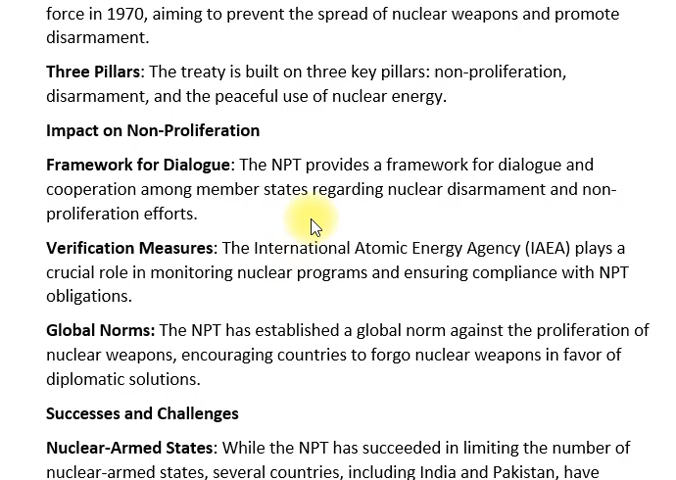 force in 1970, aiming to prevent the spread of nuclear weapons and promote
disarmament.
Three Pillars: The treaty is built on three key pillars: non-proliferation,
disarmament, and the peaceful use of nuclear energy.
Impact on Non-Proliferation
Framework for Dialogue: The NPT provides a framework for dialogue and
cooperation among member states regarding nuclear disarmament and non-
proliferation efforts.
Verification Measures: The International Atomic Energy Agency (IAEA) plays a
crucial role in monitoring nuclear programs and ensuring compliance with NPT
obligations.
Global Norms: The NPT has established a global norm against the proliferation of
nuclear weapons, encouraging countries to forgo nuclear weapons in favor of
diplomatic solutions.
Successes and Challenges
Nuclear-Armed States: While the NPT has succeeded in limiting the number of
nuclear-armed states, several countries, including India and Pakistan, have